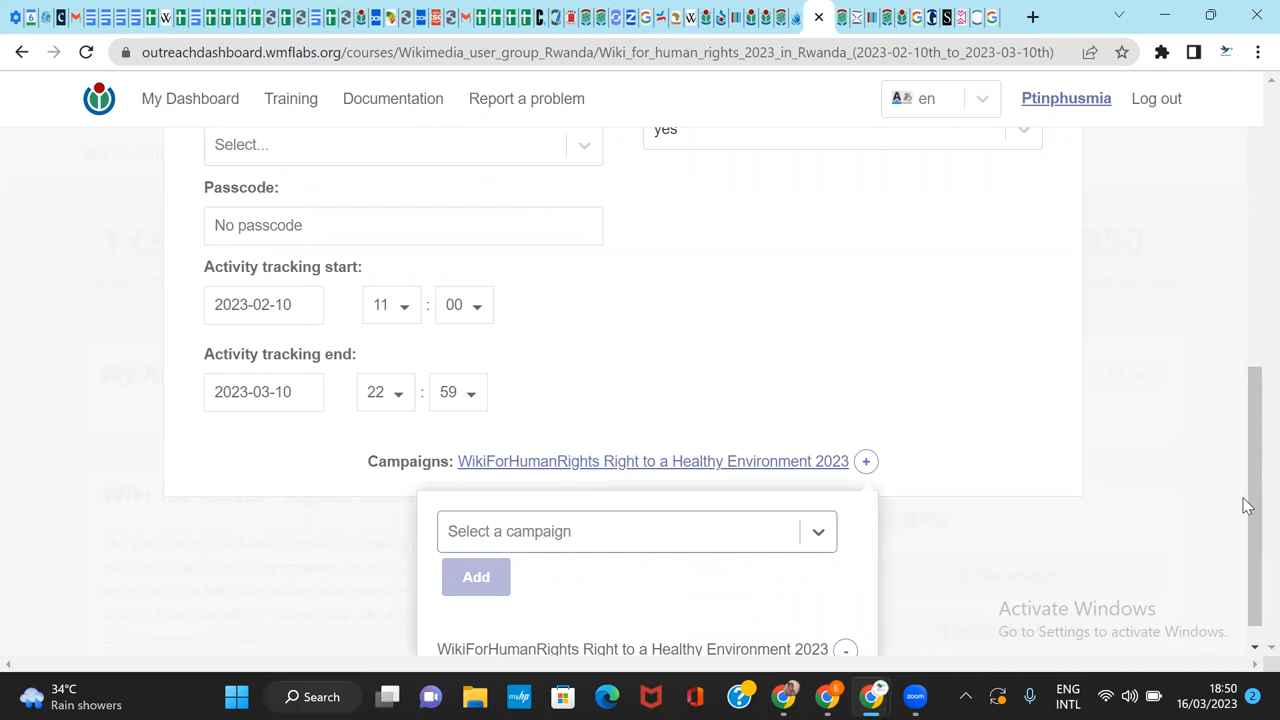 outreachdashboard.wmflabs.org/courses/Wikimedia_user_group_Rwanda/Wiki_for_human_rights_2023_in_Rwanda_(2023-02-10th_to_2023-03-10th)
My Dashboard Training Documentation Report a problem en Ptinphusmia Log out
Select... yes
Passcode:
No passcode
Activity tracking start:
2023-02-10 11 : 00
Activity tracking end:
2023-03-10 22 : 59
Campaigns: WikiForHumanRights Right to a Healthy Environment 2023 +
Select a campaign
Add
WikiForHumanRights Right to a Healthy Environment 2023 -
Activate Windows
Go to Settings to activate Windows.
34°C
Rain showers
Search
ENG
INTL
18:50
16/03/2023
2